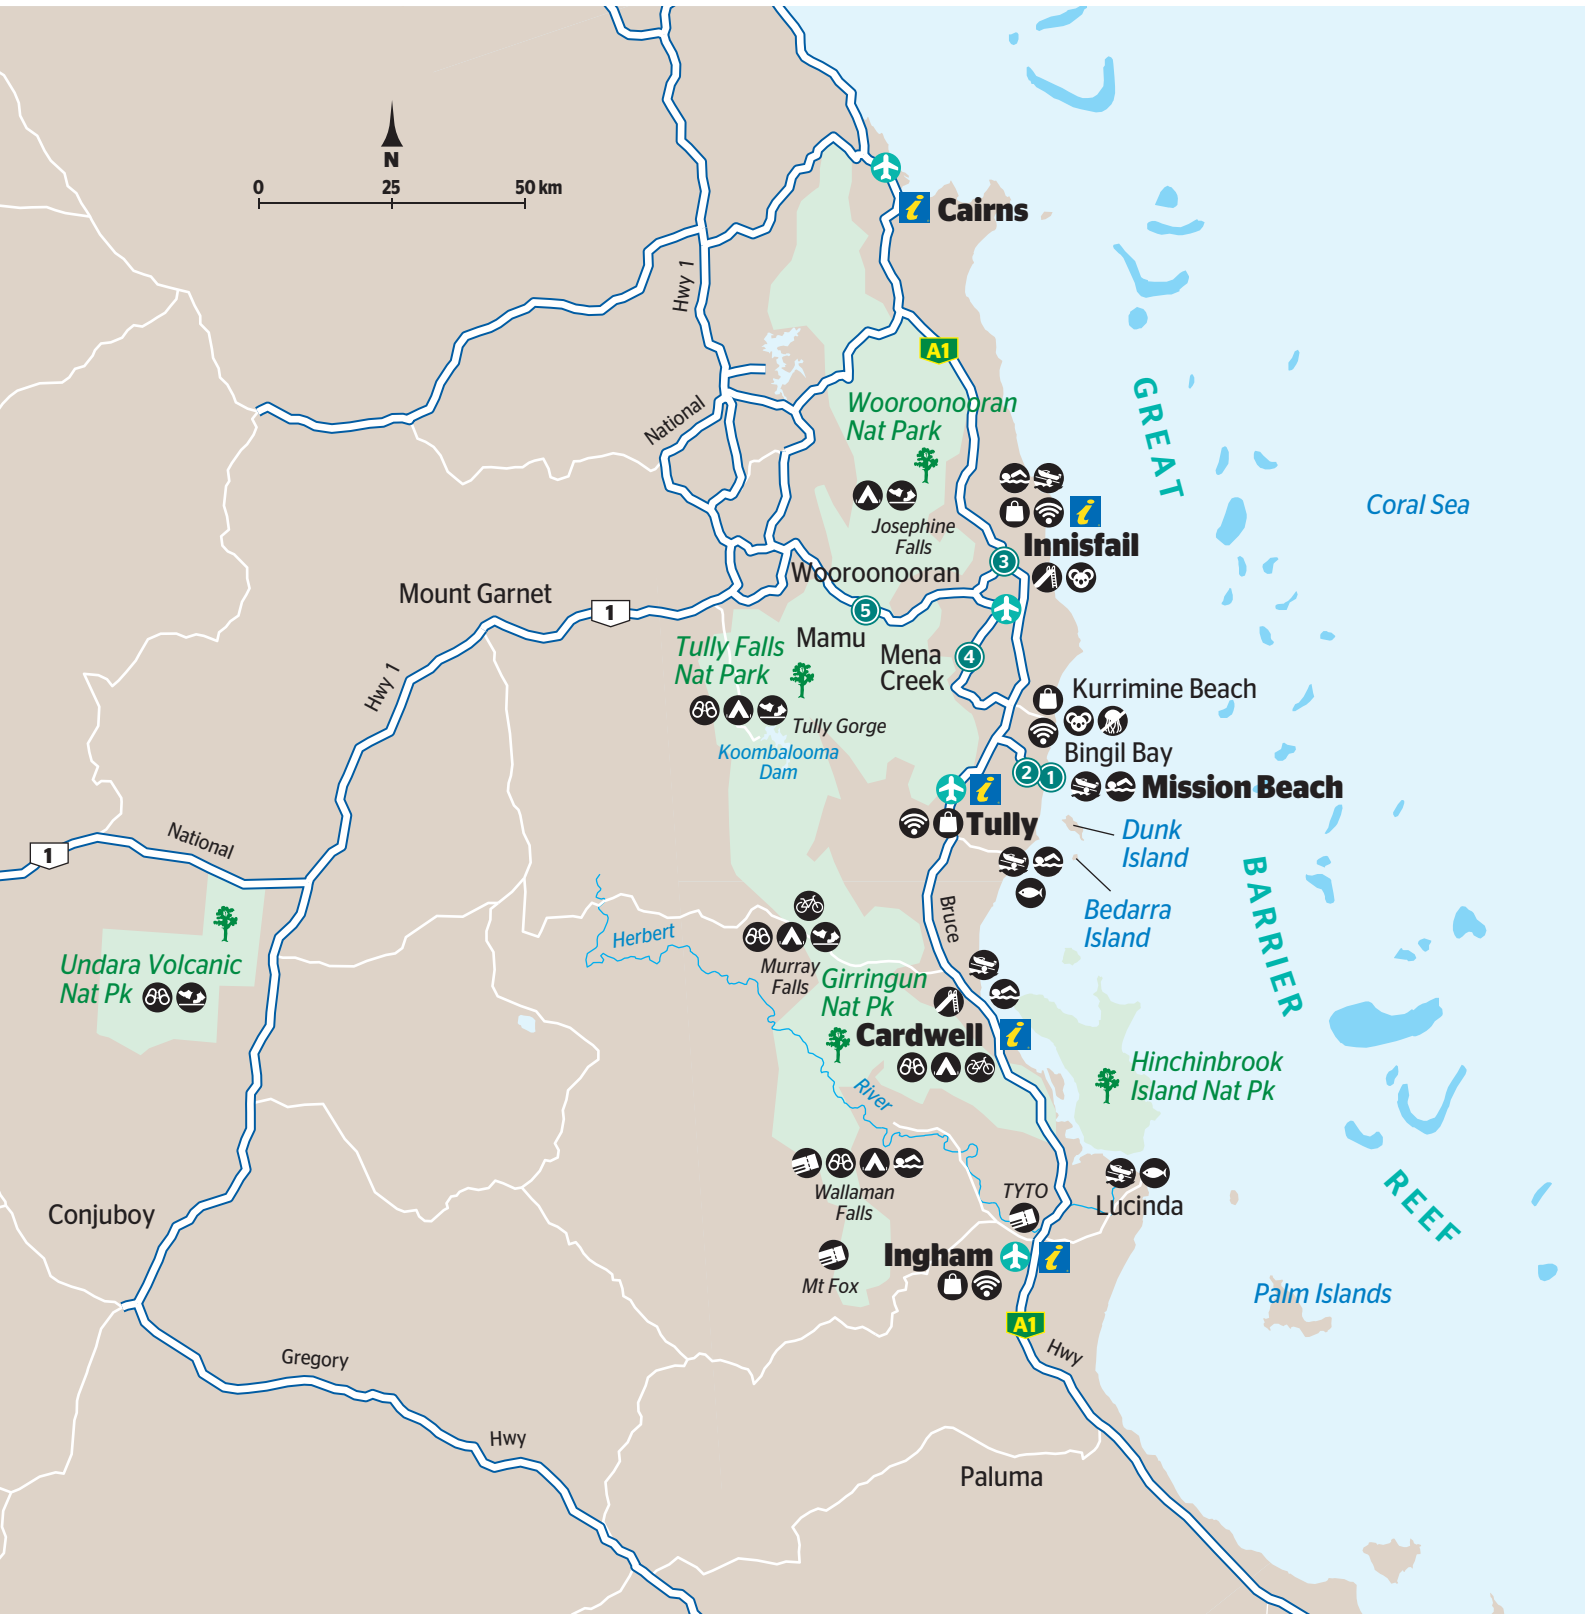 N
0 25 50 km
Cairns
Hwy 1
A1
GREAT
National
Wooroonooran
Nat Park
Coral Sea
Josephine
Falls
Innisfail
3
Wooroonooran
Mount Garnet
1
5
Mamu
Tully Falls
Nat Park
Mena
Creek
4
Hwy 1
Kurrimine Beach
Tully Gorge
Koombalooma
Dam
Bingil Bay
2
1
Mission Beach
Tully
National
1
Dunk
Island
BARRIER
Bedarra
Island
Bruce
Herbert
Undara Volcanic
Nat Pk
Murray
Falls
Girringun
Nat Pk
Cardwell
Hinchinbrook
Island Nat Pk
River
REEF
Wallaman
Falls
TYTO
Lucinda
Conjuboy
Ingham
Mt Fox
Palm Islands
A1
Hwy
Gregory
Hwy
Paluma